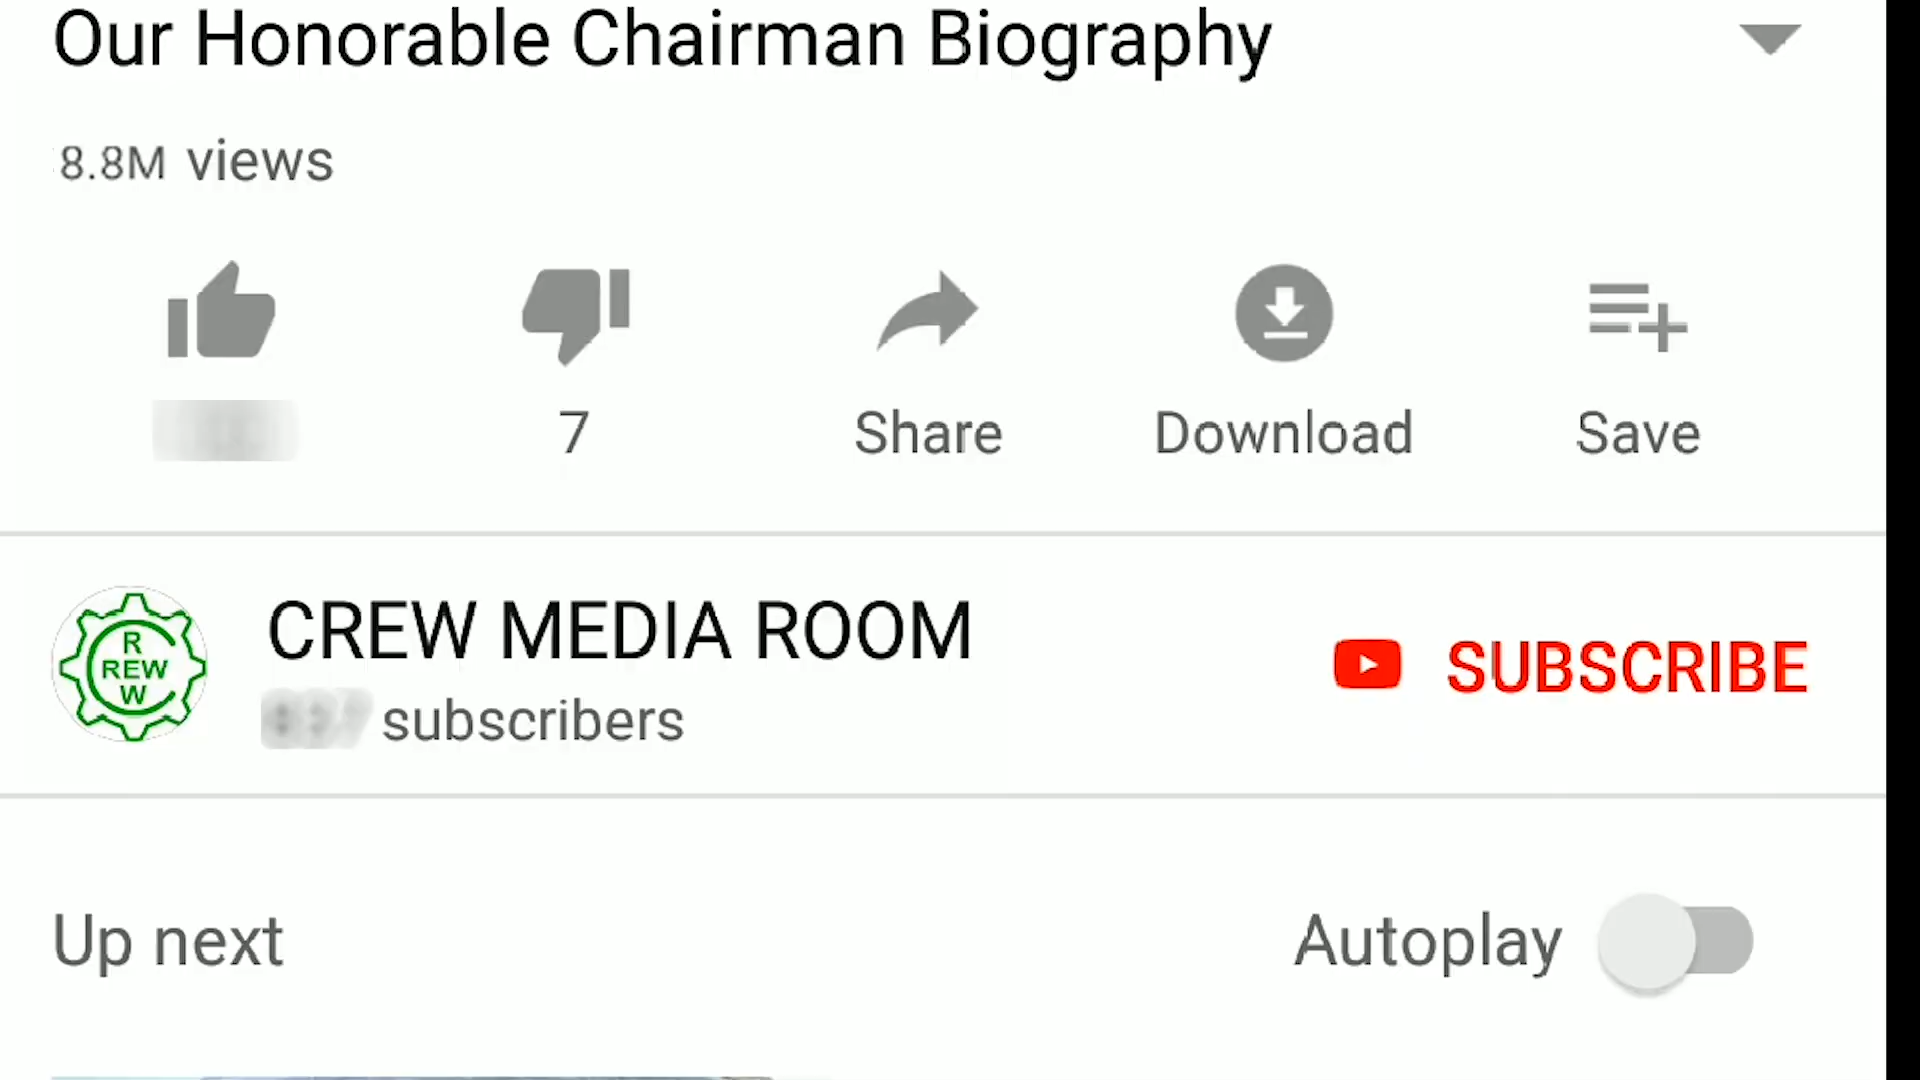 Our Honorable Chairman Biography
8.8M views
7
Share
Download
Save
R
REW
W
CREW MEDIA ROOM
subscribers
SUBSCRIBE
Up next
Autoplay